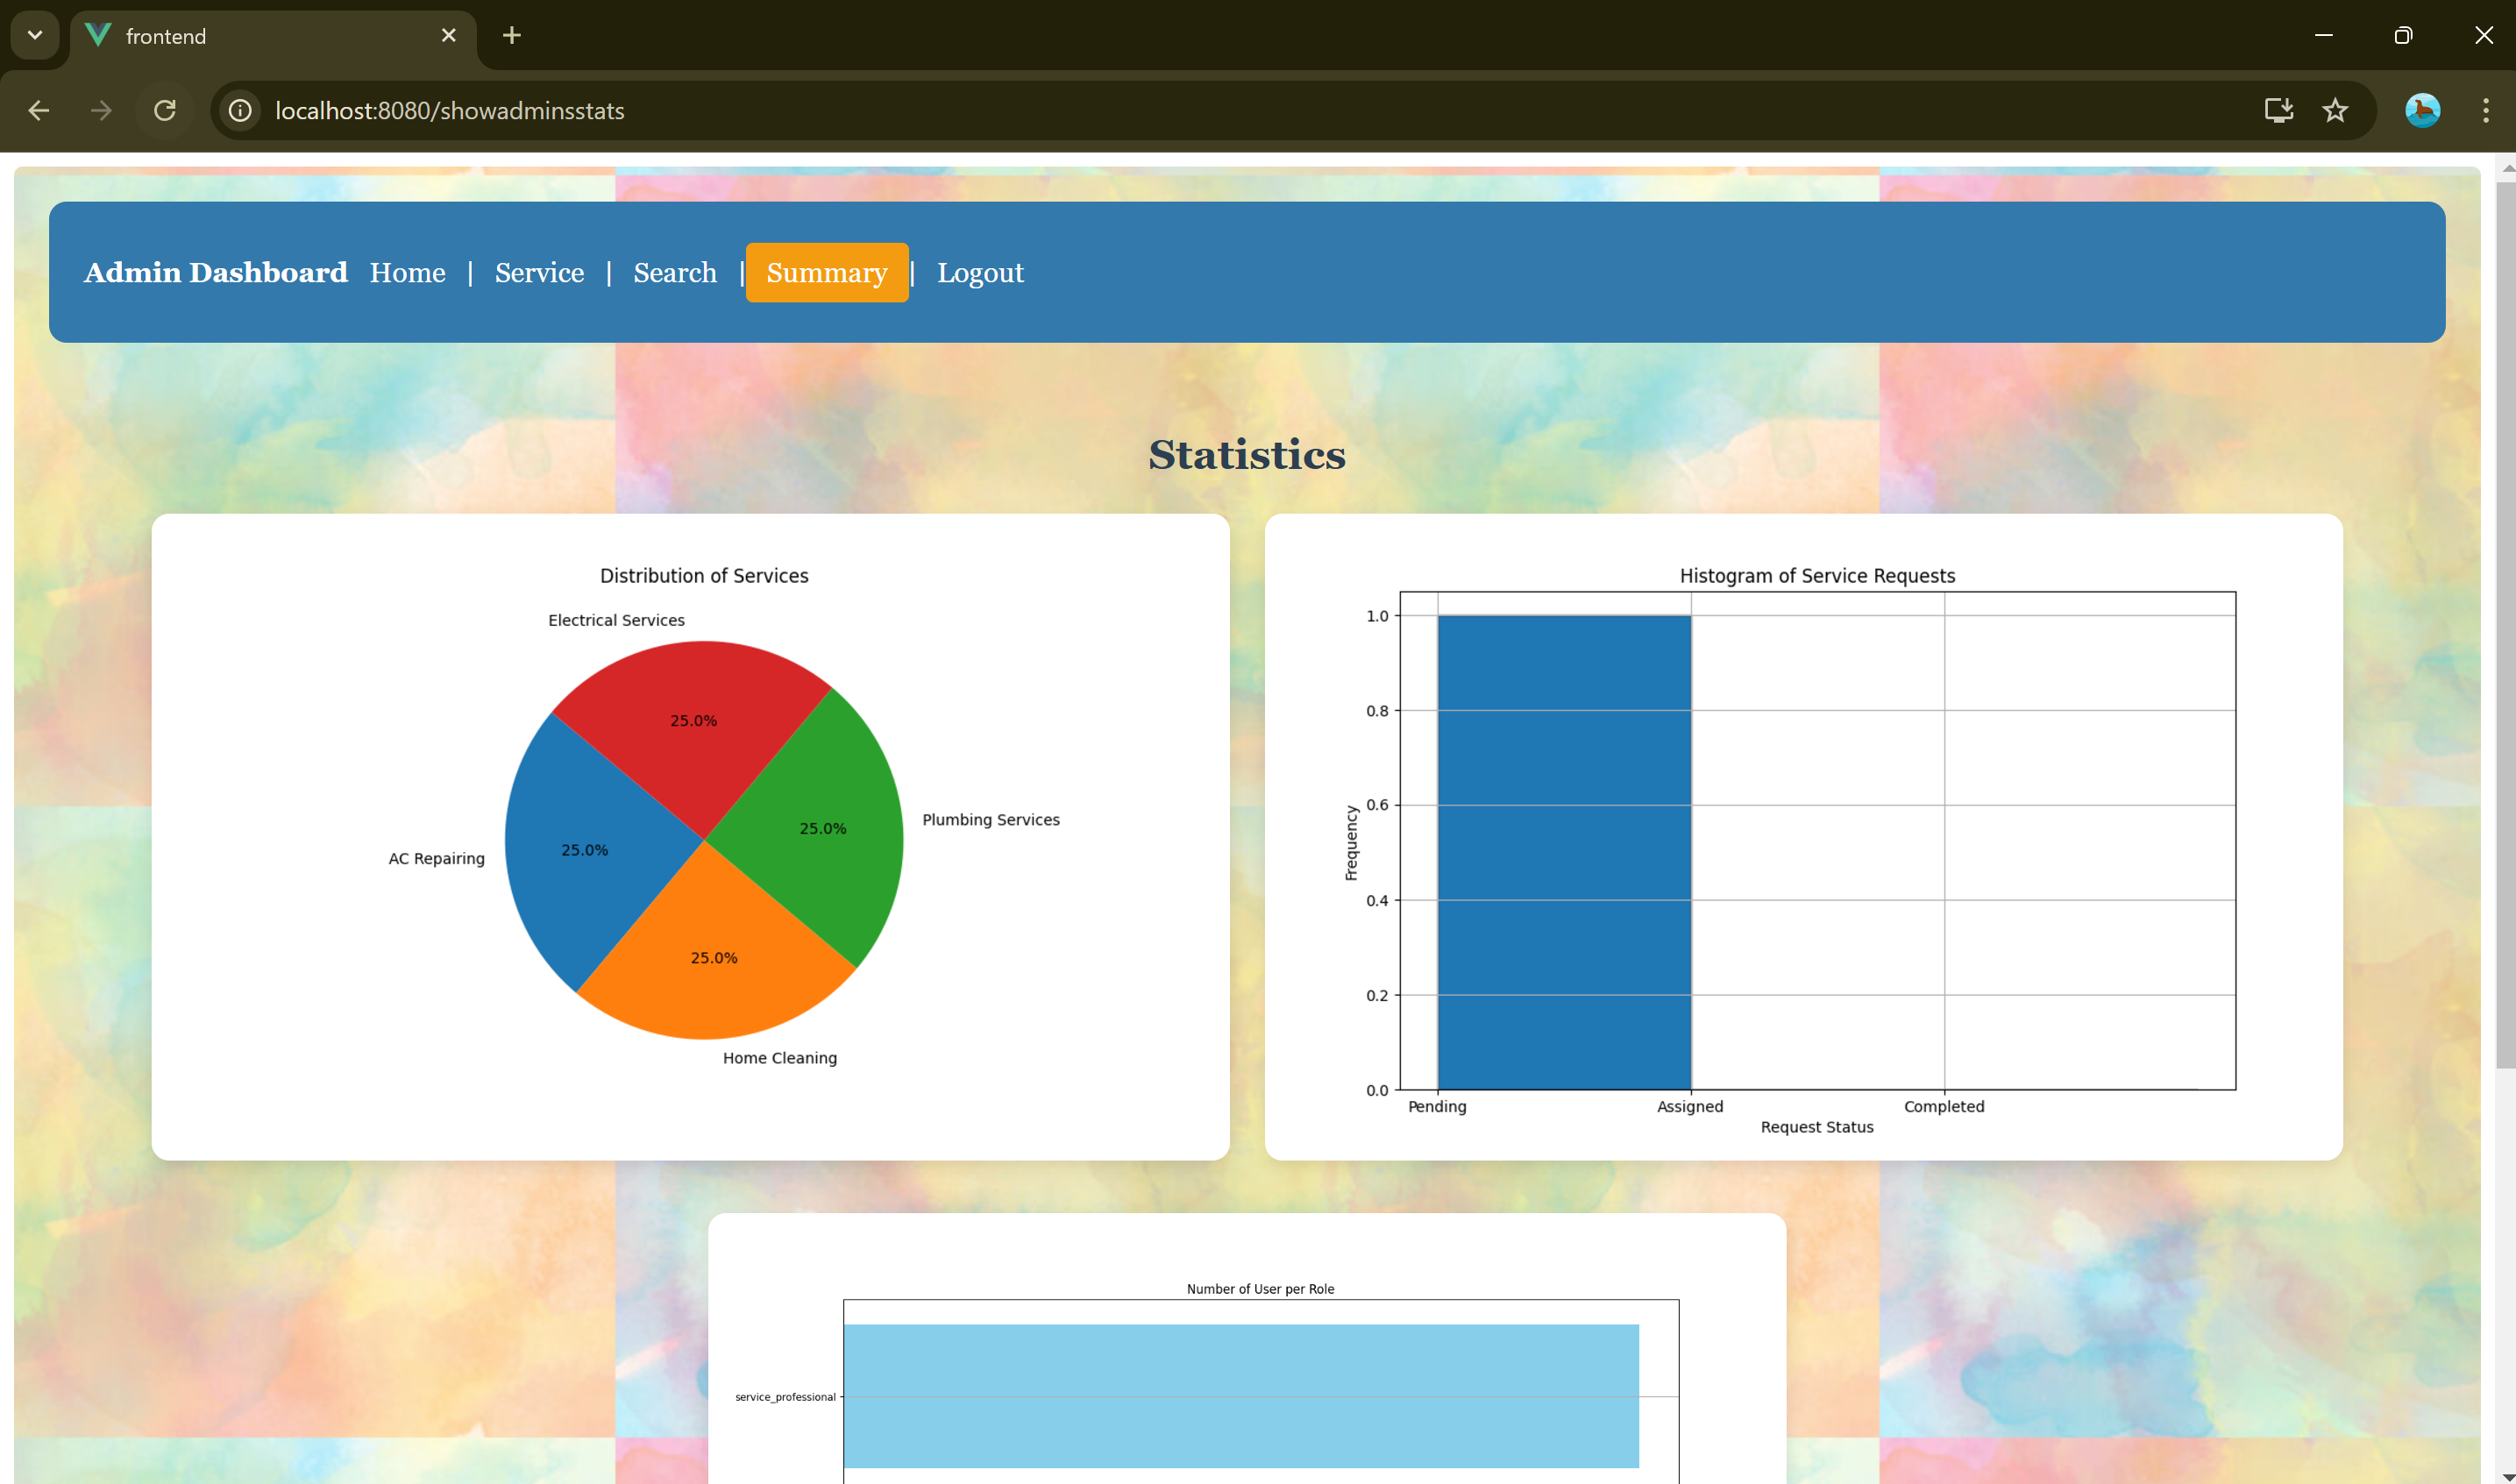 frontend
localhost:8080/showadminsstats
Admin Dashboard Home | Service | Search | Summary | Logout
Statistics
Distribution of Services
Electrical Services
25.0%
Plumbing Services
25.0%
AC Repairing
25.0%
25.0%
Home Cleaning
Histogram of Service Requests
1.0
0.8
0.6
0.4
0.2
0.0
Frequency
Pending Assigned Completed
Request Status
Number of User per Role
service_professional